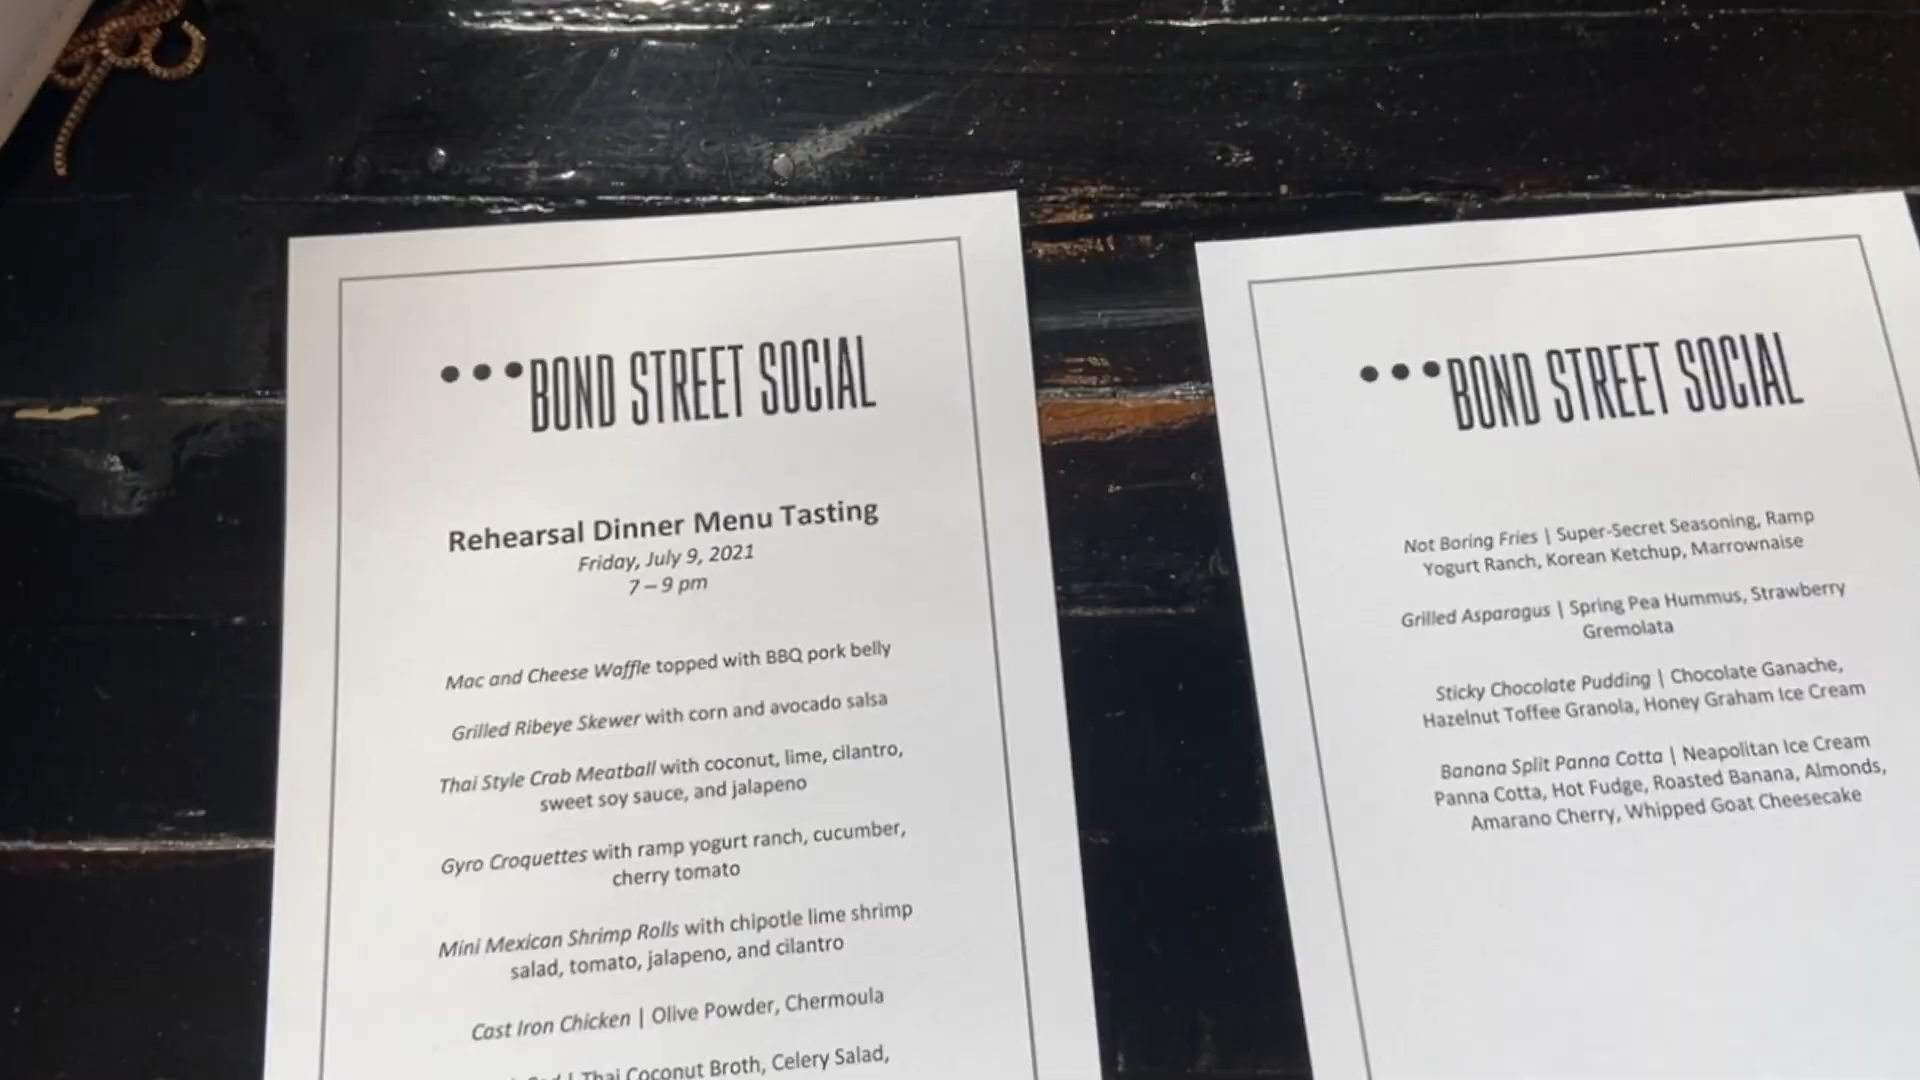 BOND STREET SOCIAL
Rehearsal Dinner Menu Tasting
Friday, July 9, 2021
7 – 9 pm
Mac and Cheese Waffle topped with BBQ pork belly
Grilled Ribeye Skewer with corn and avocado salsa
Thai Style Crab Meatball with coconut, lime, cilantro,
sweet soy sauce, and jalapeno
Gyro Croquettes with ramp yogurt ranch, cucumber,
cherry tomato
Mini Mexican Shrimp Rolls with chipotle lime shrimp
salad, tomato, jalapeno, and cilantro
Cast Iron Chicken | Olive Powder, Chermoula
| Thai Coconut Broth, Celery Salad,
BOND STREET SOCIAL
Not Boring Fries | Super-Secret Seasoning, Ramp
Yogurt Ranch, Korean Ketchup, Marrownaise
Grilled Asparagus | Spring Pea Hummus, Strawberry
Gremolata
Sticky Chocolate Pudding | Chocolate Ganache,
Hazelnut Toffee Granola, Honey Graham Ice Cream
Banana Split Panna Cotta | Neapolitan Ice Cream
Panna Cotta, Hot Fudge, Roasted Banana, Almonds,
Amarano Cherry, Whipped Goat Cheesecake